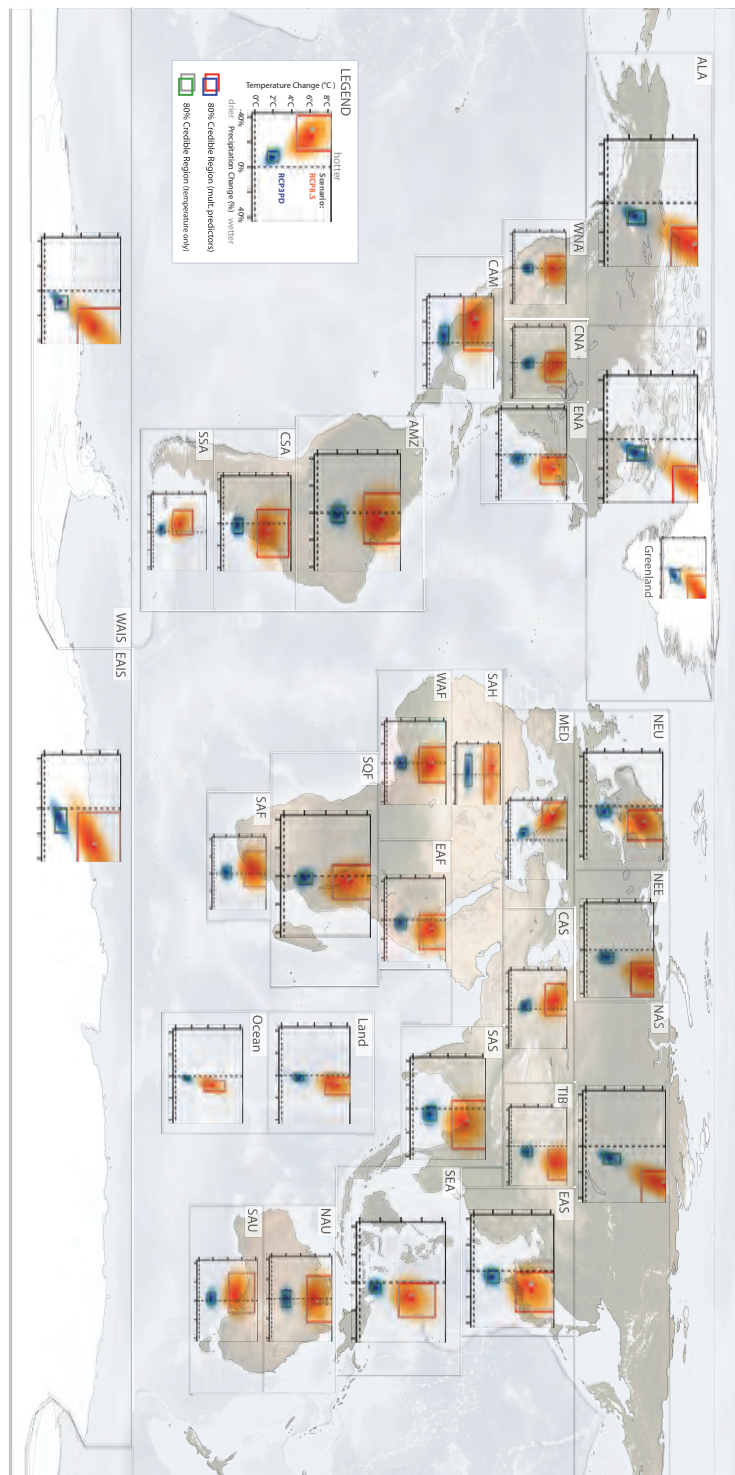 ALA
Greenland
WNA
CNA
ENA
CAM
AMZ
CSA
SSA
NEU
NEE
NAS
MED
CAS
TIB
EAS
SAH
WAF
EAF
SAS
SEA
SQF
SAF
Land
Ocean
NAU
SAU
WAIS
EAIS
LEGEND
Temperature Change (°C )
8°C
6°C
4°C
2°C
0°C
hotter
Scenario:
RCP8.5
RCP3PD
-40%
0%
40%
drier Precipitation Change (%) wetter
80% Credible Region (mult. predictors)
80% Credible Region (temperature only)